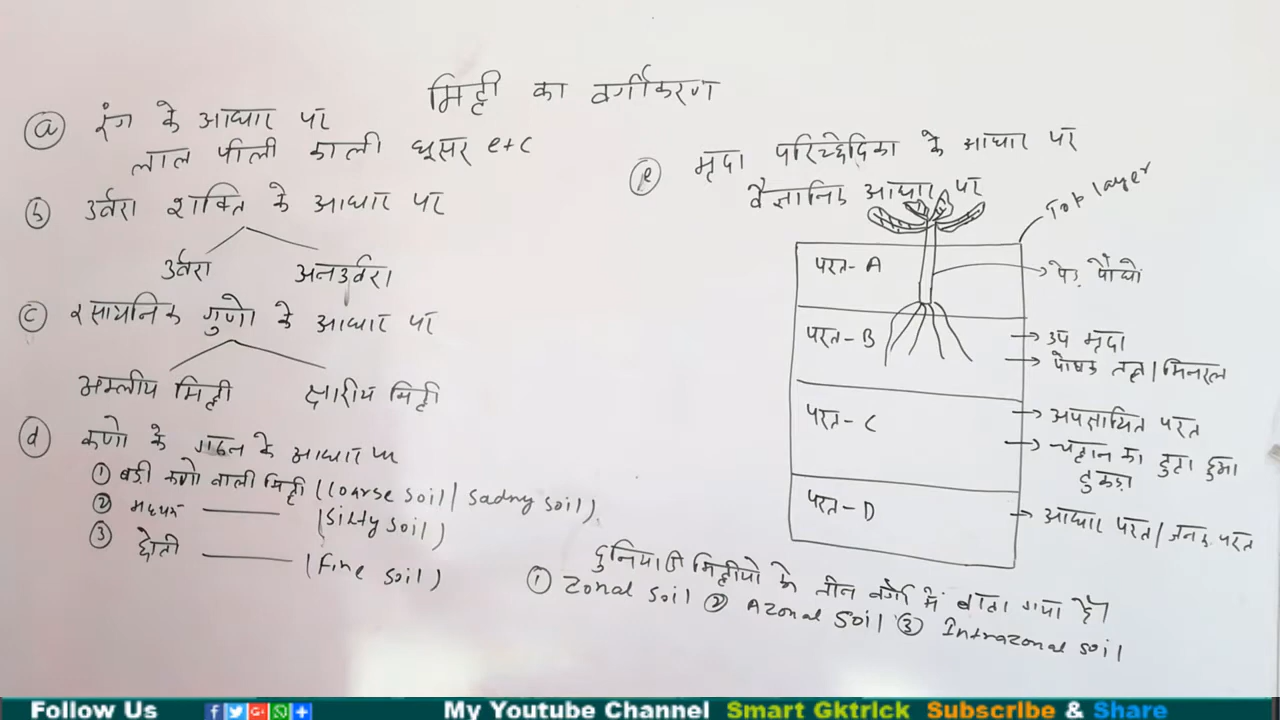 मिट्टी का वर्गीकरण
a रंग के आधार पर
लाल पीली काली धूसर etc
b उर्वरा शक्ति के आधार पर
उर्वरा अनउर्वरा
c रसायनिक गुणो के आधार पर
अम्लीय मिट्टी क्षारीय मिट्टी
d कणो के गठन के आधार पर
① बड़ी कणो वाली मिट्टी (Coarse soil | Sadny soil)
② मध्यम —— (Silty soil)
③ छोती —— (Fine soil)
e मृदा परिच्छेदिका के आधार पर
वैज्ञानिक आधार पर
Top layer
परत-A
पेड़ पौधों
परत-B
उप मृदा
पोषक तत्व | मिनरल
परत-C
अपक्षायित परत
चट्टान का टुटा हुआ
टुकड़ा
परत-D
आधार परत | जनक परत
दुनिया की मिट्टीयो को तीन वर्गो में बाता गया है।
① Zonal soil ② Azonal soil ③ Intrazonal soil
Follow Us My Youtube Channel Smart Gktrick Subscribe & Share